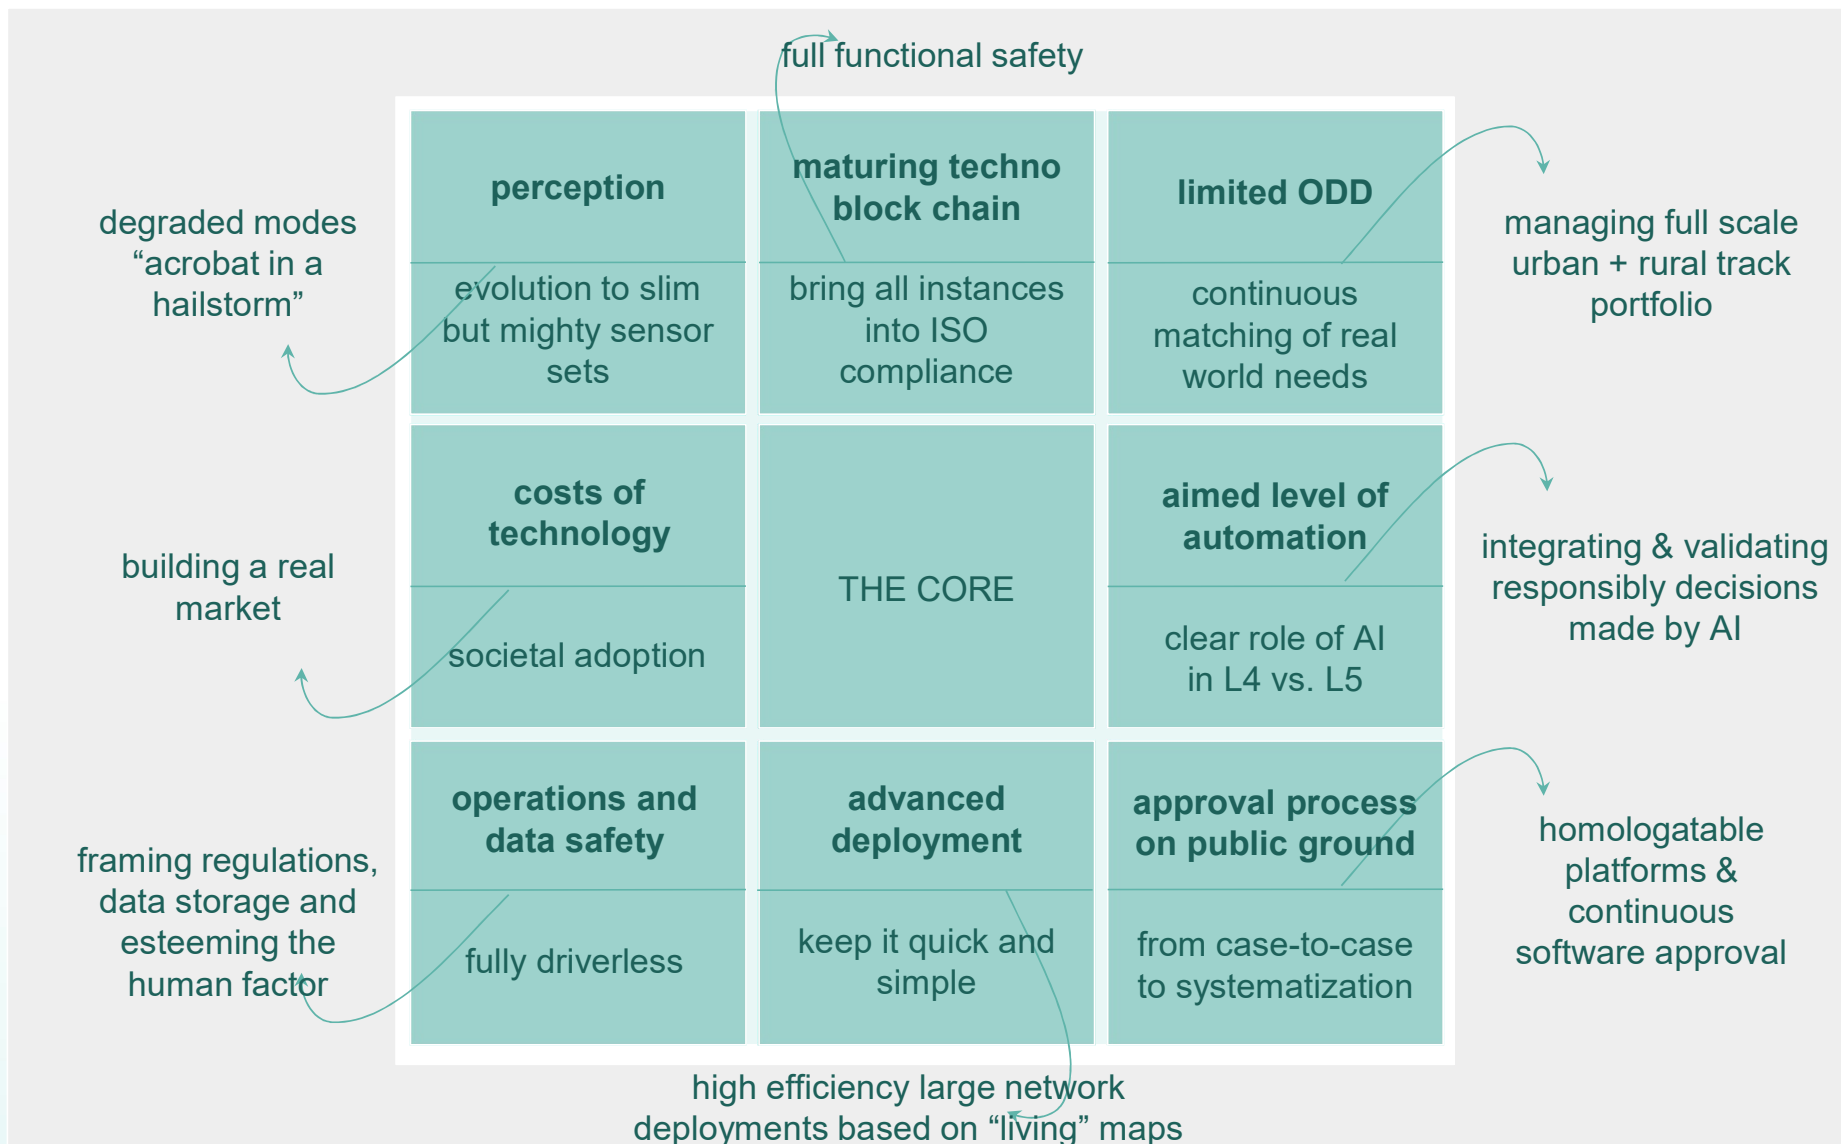 full functional safety
perception
maturing techno
block chain
limited ODD
degraded modes
“acrobat in a
hailstorm”
evolution to slim
but mighty sensor
sets
bring all instances
into ISO
compliance
continuous
matching of real
world needs
managing full scale
urban + rural track
portfolio
building a real
market
costs of
technology
societal adoption
THE CORE
aimed level of
automation
clear role of AI
in L4 vs. L5
integrating & validating
responsibly decisions
made by AI
framing regulations,
data storage and
esteeming the
human factor
operations and
data safety
fully driverless
advanced
deployment
keep it quick and
simple
approval process
on public ground
from case-to-case
to systematization
homologatable
platforms &
continuous
software approval
high efficiency large network
deployments based on “living” maps